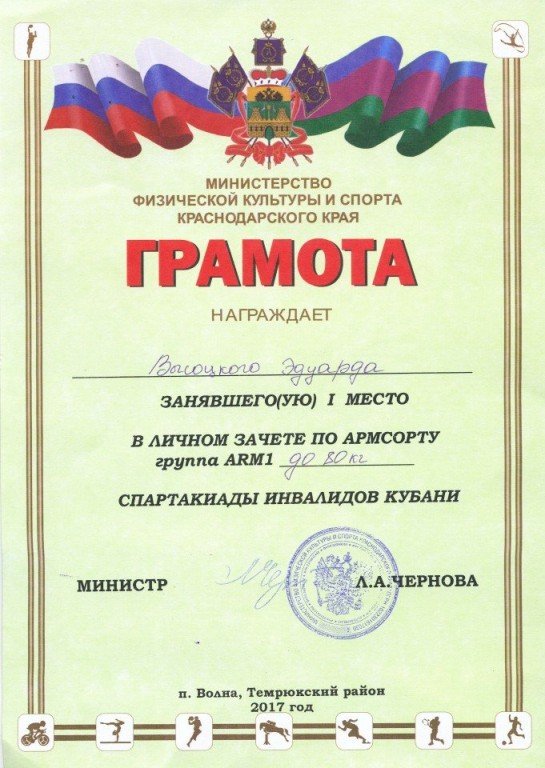 МИНИСТЕРСТВО
ФИЗИЧЕСКОЙ КУЛЬТУРЫ И СПОРТА
КРАСНОДАРСКОГО КРАЯ
ГРАМОТА
НАГРАЖДАЕТ
Высоцкого Эдуарда
ЗАНЯВШЕГО(УЮ) I МЕСТО
В ЛИЧНОМ ЗАЧЕТЕ ПО АРМСОРТУ
группа ARM1 до 80 кг
СПАРТАКИАДЫ ИНВАЛИДОВ КУБАНИ
МИНИСТР Л.А.ЧЕРНОВА
п. Волна, Темрюкский район
2017 год